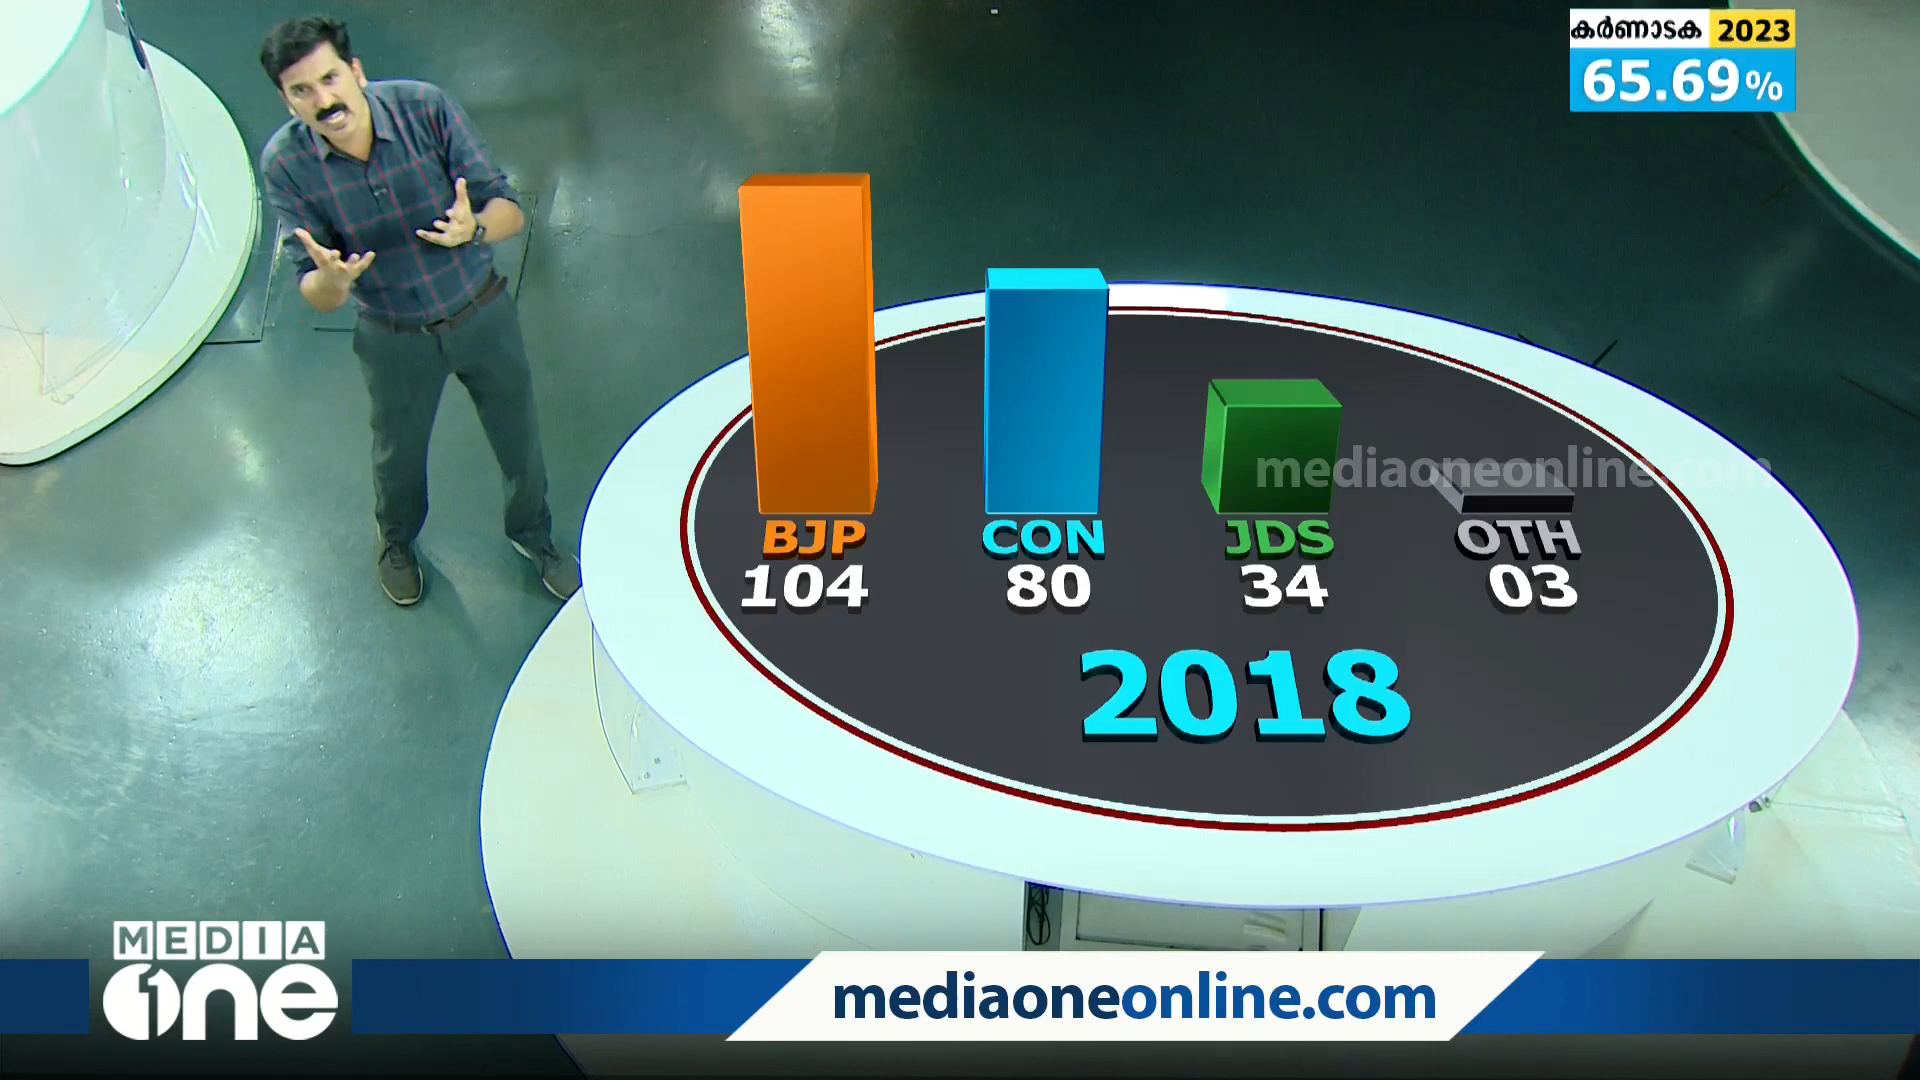 കർണാടക 2023
65.69%
mediaoneonline.com
BJP CON JDS OTH
104 80 34 03
2018
MEDIA
one
mediaoneonline.com